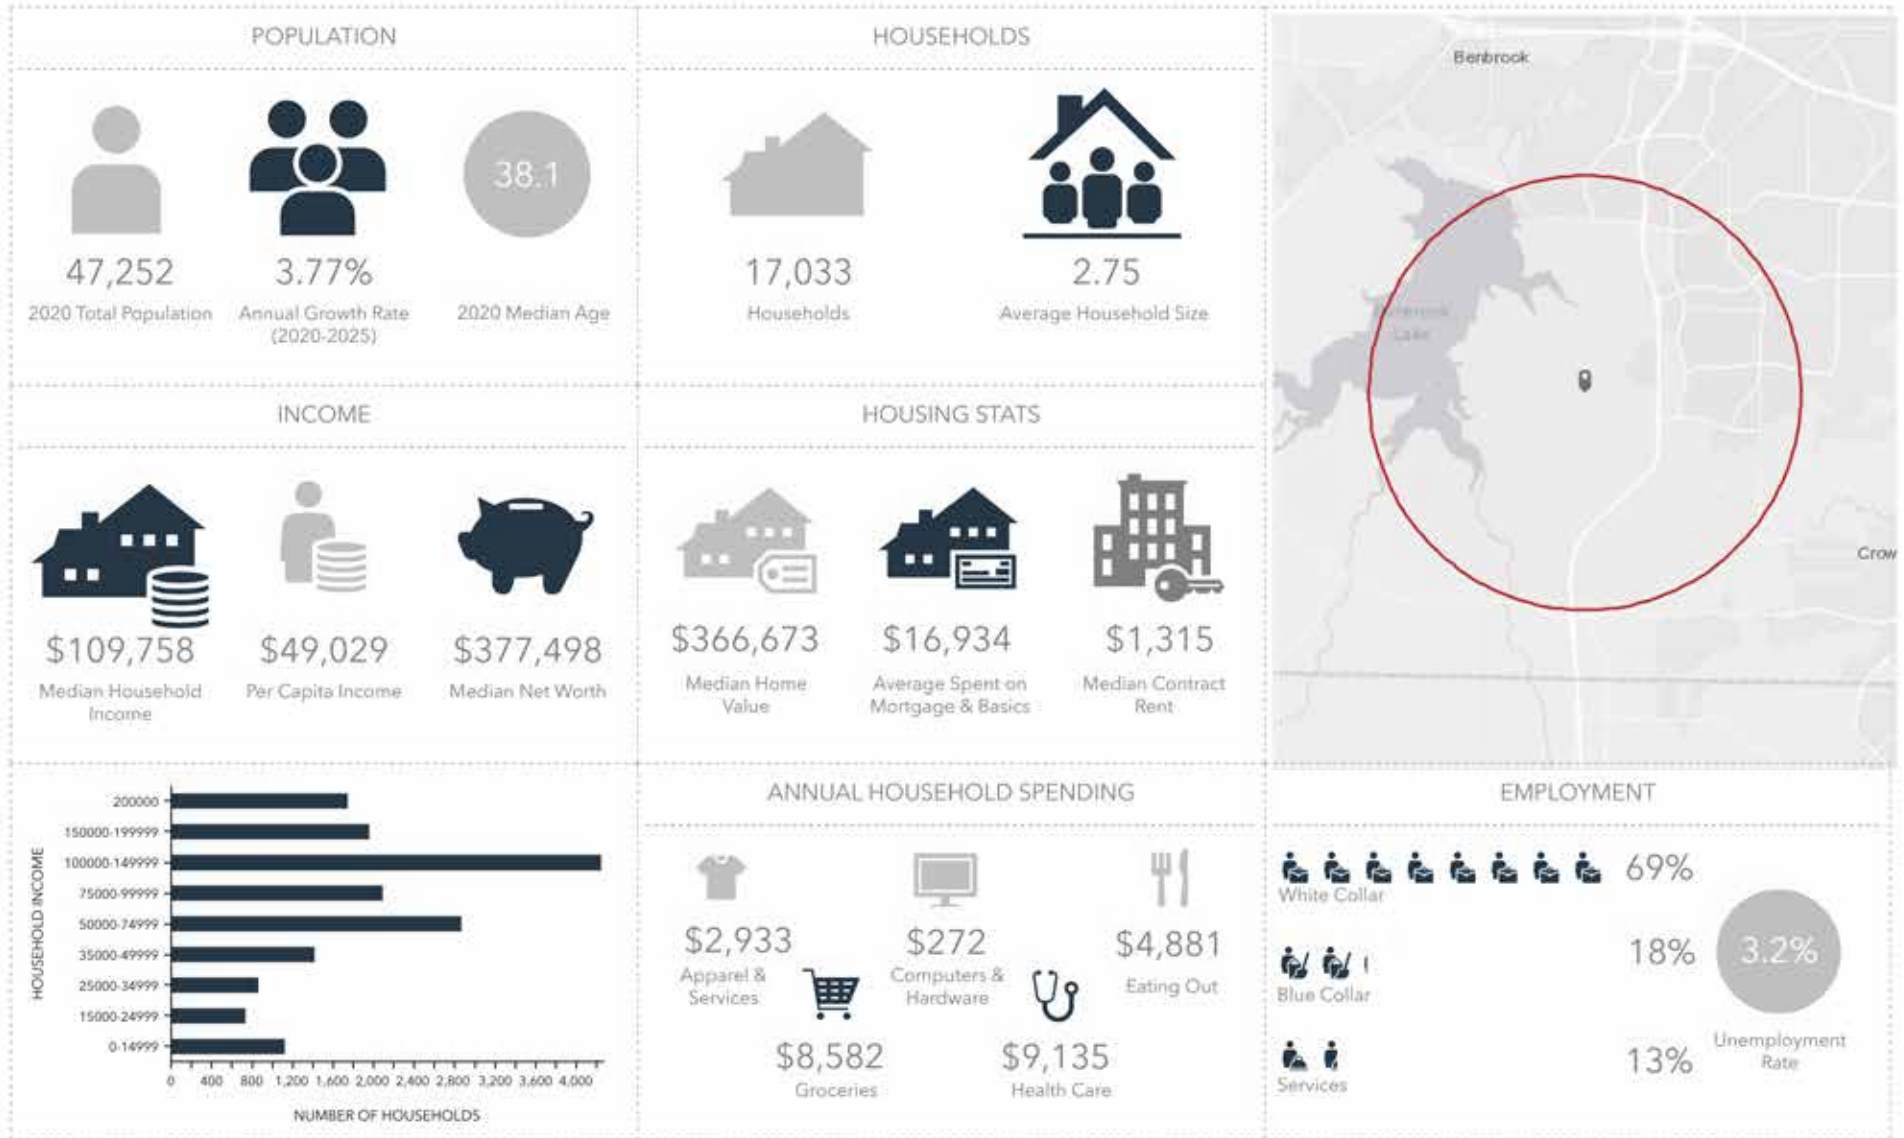 POPULATION
47,252
2020 Total Population
3.77%
Annual Growth Rate
(2020-2025)
38.1
2020 Median Age
HOUSEHOLDS
17,033
Households
2.75
Average Household Size
Benbrook
Lake
Crow
INCOME
$109,758
Median Household
Income
$49,029
Per Capita Income
$377,498
Median Net Worth
HOUSING STATS
$366,673
Median Home
Value
$16,934
Average Spent on
Mortgage & Basics
$1,315
Median Contract
Rent
HOUSEHOLD INCOME
200000
150000-199999
100000-149999
75000-99999
50000-74999
35000-49999
25000-34999
15000-24999
0-14999
0 400 800 1,200 1,600 2,000 2,400 2,800 3,200 3,600 4,000
NUMBER OF HOUSEHOLDS
ANNUAL HOUSEHOLD SPENDING
$2,933
Apparel &
Services
$272
Computers &
Hardware
$4,881
Eating Out
$8,582
Groceries
$9,135
Health Care
EMPLOYMENT
69%
White Collar
18%
Blue Collar
13%
Services
3.2%
Unemployment
Rate